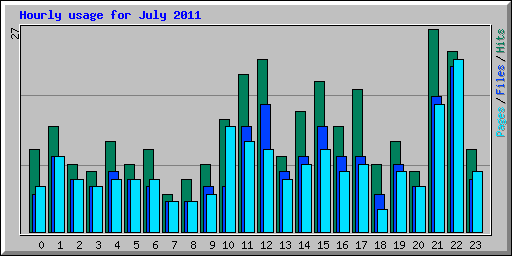 Hourly usage for July 2011
27
Pages/Files/Hits
0 1 2 3 4 5 6 7 8 9 10 11 12 13 14 15 16 17 18 19 20 21 22 23